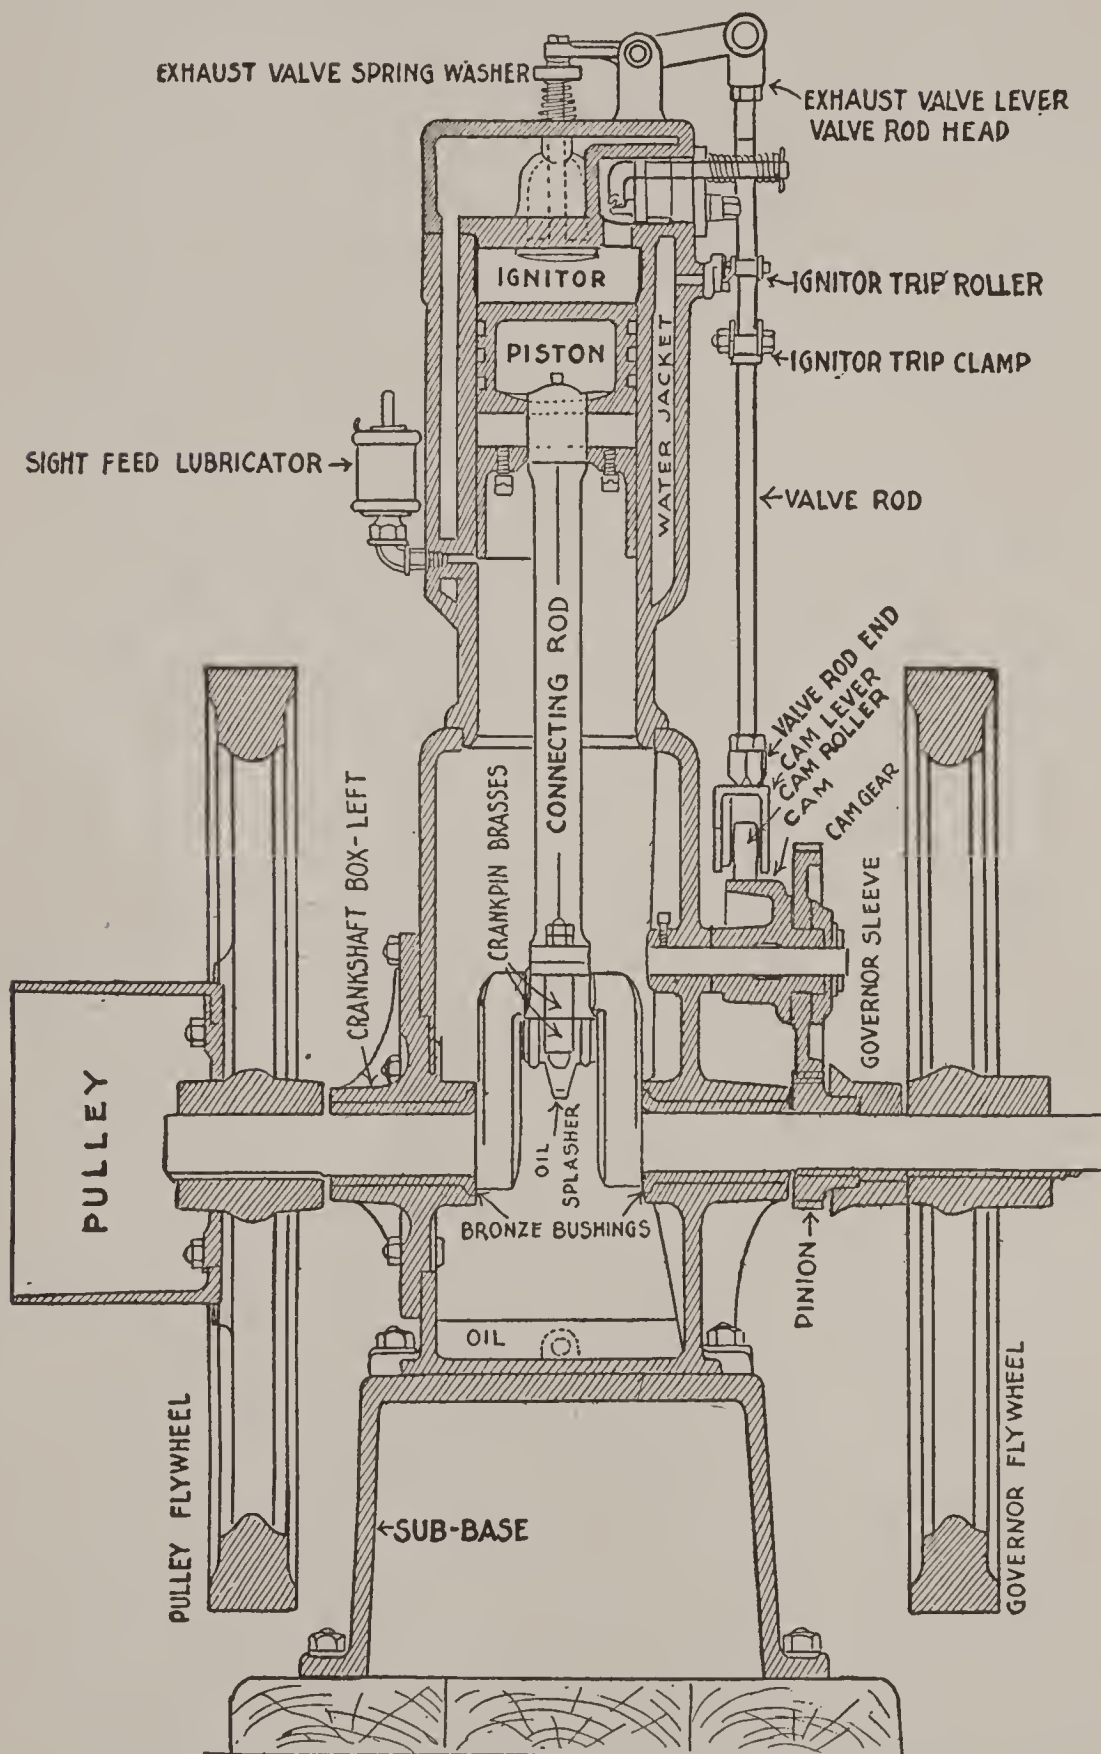 EXHAUST VALVE SPRING WASHER
EXHAUST VALVE LEVER
VALVE ROD HEAD
IGNITOR
IGNITOR TRIP ROLLER
PISTON
IGNITOR TRIP CLAMP
WATER JACKET
SIGHT FEED LUBRICATOR
VALVE ROD
CONNECTING ROD
VALVE ROD END
CAM LEVER
CAM ROLLER
CAM
CAM GEAR
CRANKSHAFT BOX-LEFT
CRANKPIN BRASSES
GOVERNOR SLEEVE
PULLEY
OIL
SPLASHER
BRONZE BUSHINGS
PINION
OIL
PULLEY FLYWHEEL
GOVERNOR FLYWHEEL
SUB-BASE